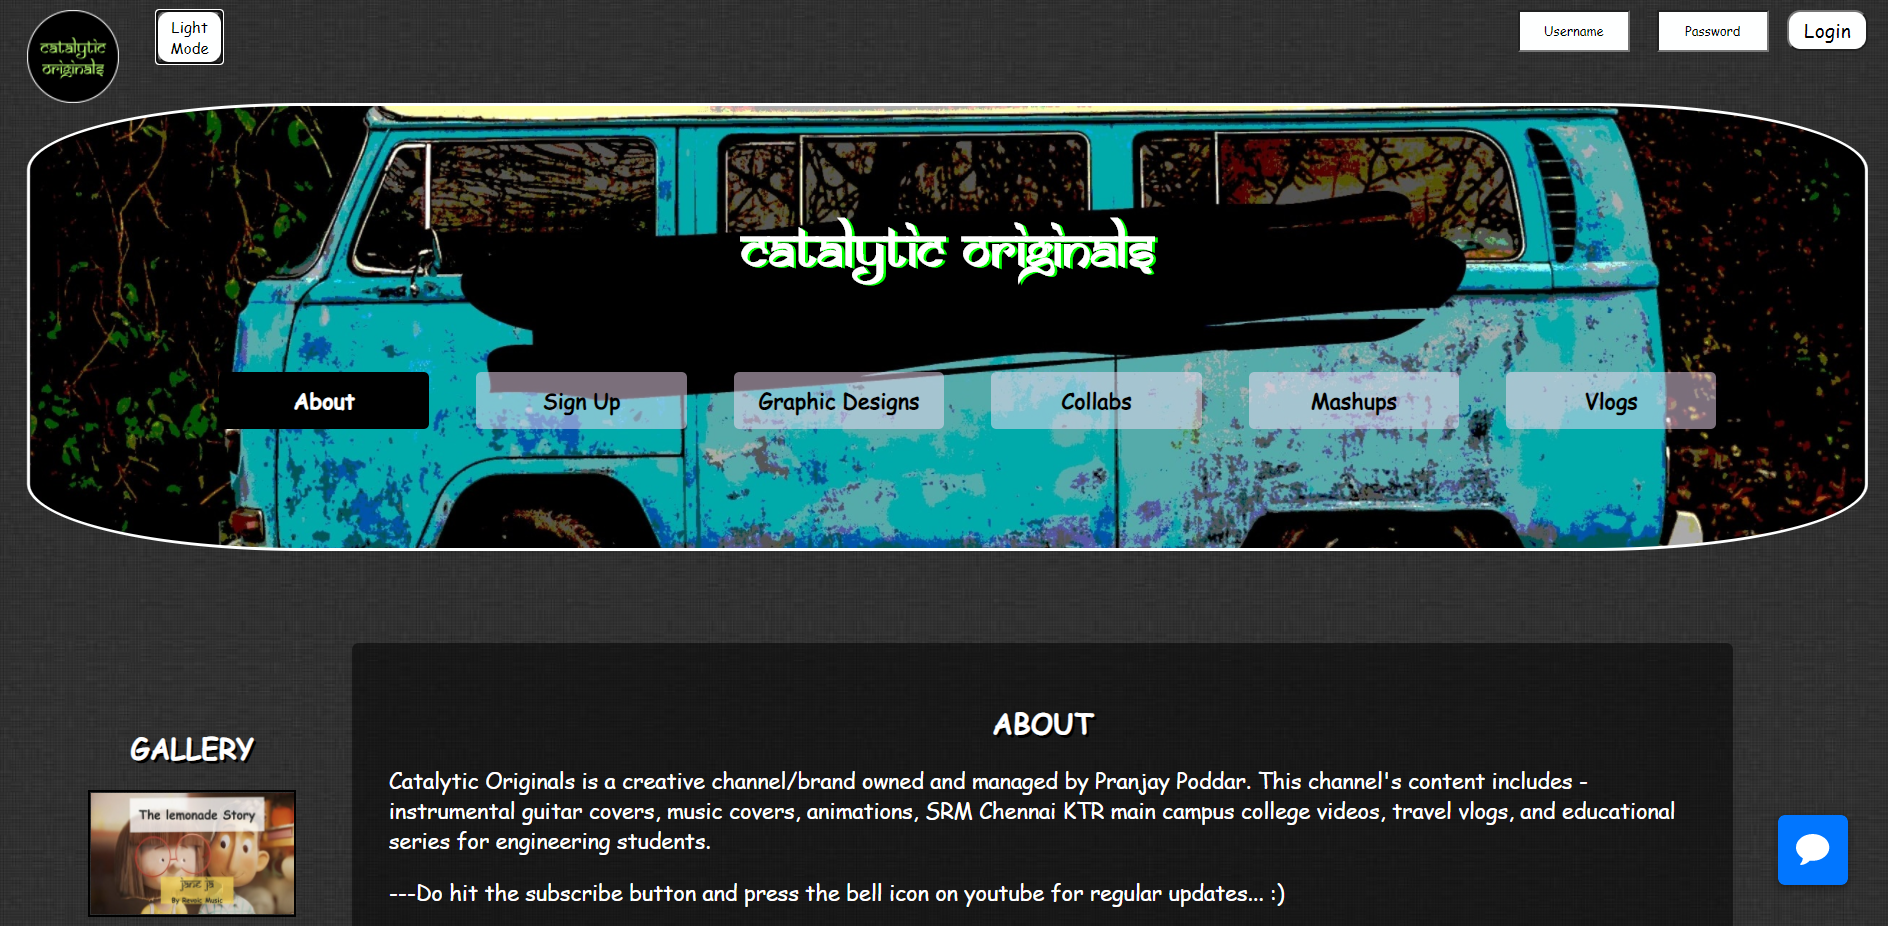 catalytic
originals
Light
Mode
Username
Password
Login
catalytic originals
About
Sign Up
Graphic Designs
Collabs
Mashups
Vlogs
GALLERY
The lemonade Story
jane ja
By Revoic Music
ABOUT
Catalytic Originals is a creative channel/brand owned and managed by Pranjay Poddar. This channel's content includes -
instrumental guitar covers, music covers, animations, SRM Chennai KTR main campus college videos, travel vlogs, and educational
series for engineering students.
---Do hit the subscribe button and press the bell icon on youtube for regular updates... :)